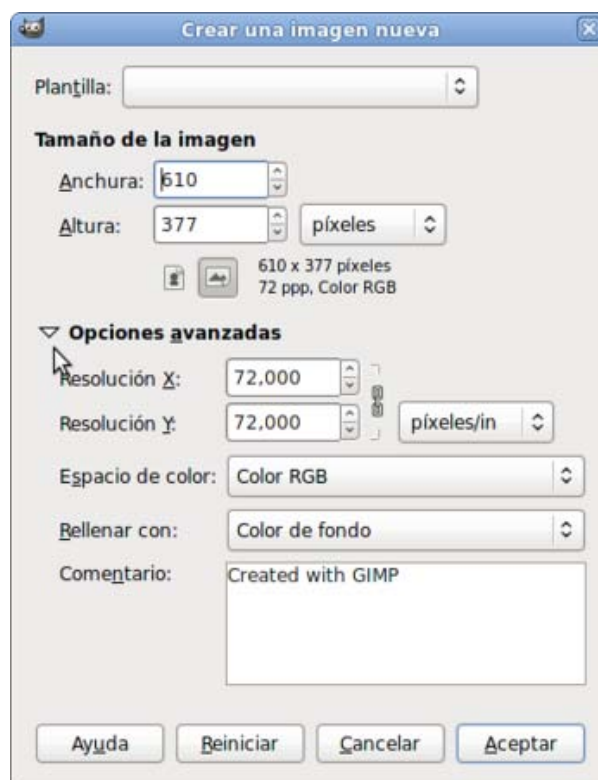 Crear una imagen nueva
Plantilla:
Tamaño de la imagen
Anchura: 610
Altura: 377 píxeles
610 x 377 píxeles
72 ppp, Color RGB
Opciones avanzadas
Resolución X: 72,000
Resolución Y: 72,000 píxeles/in
Espacio de color: Color RGB
Rellenar con: Color de fondo
Comentario: Created with GIMP
Ayuda Reiniciar Cancelar Aceptar